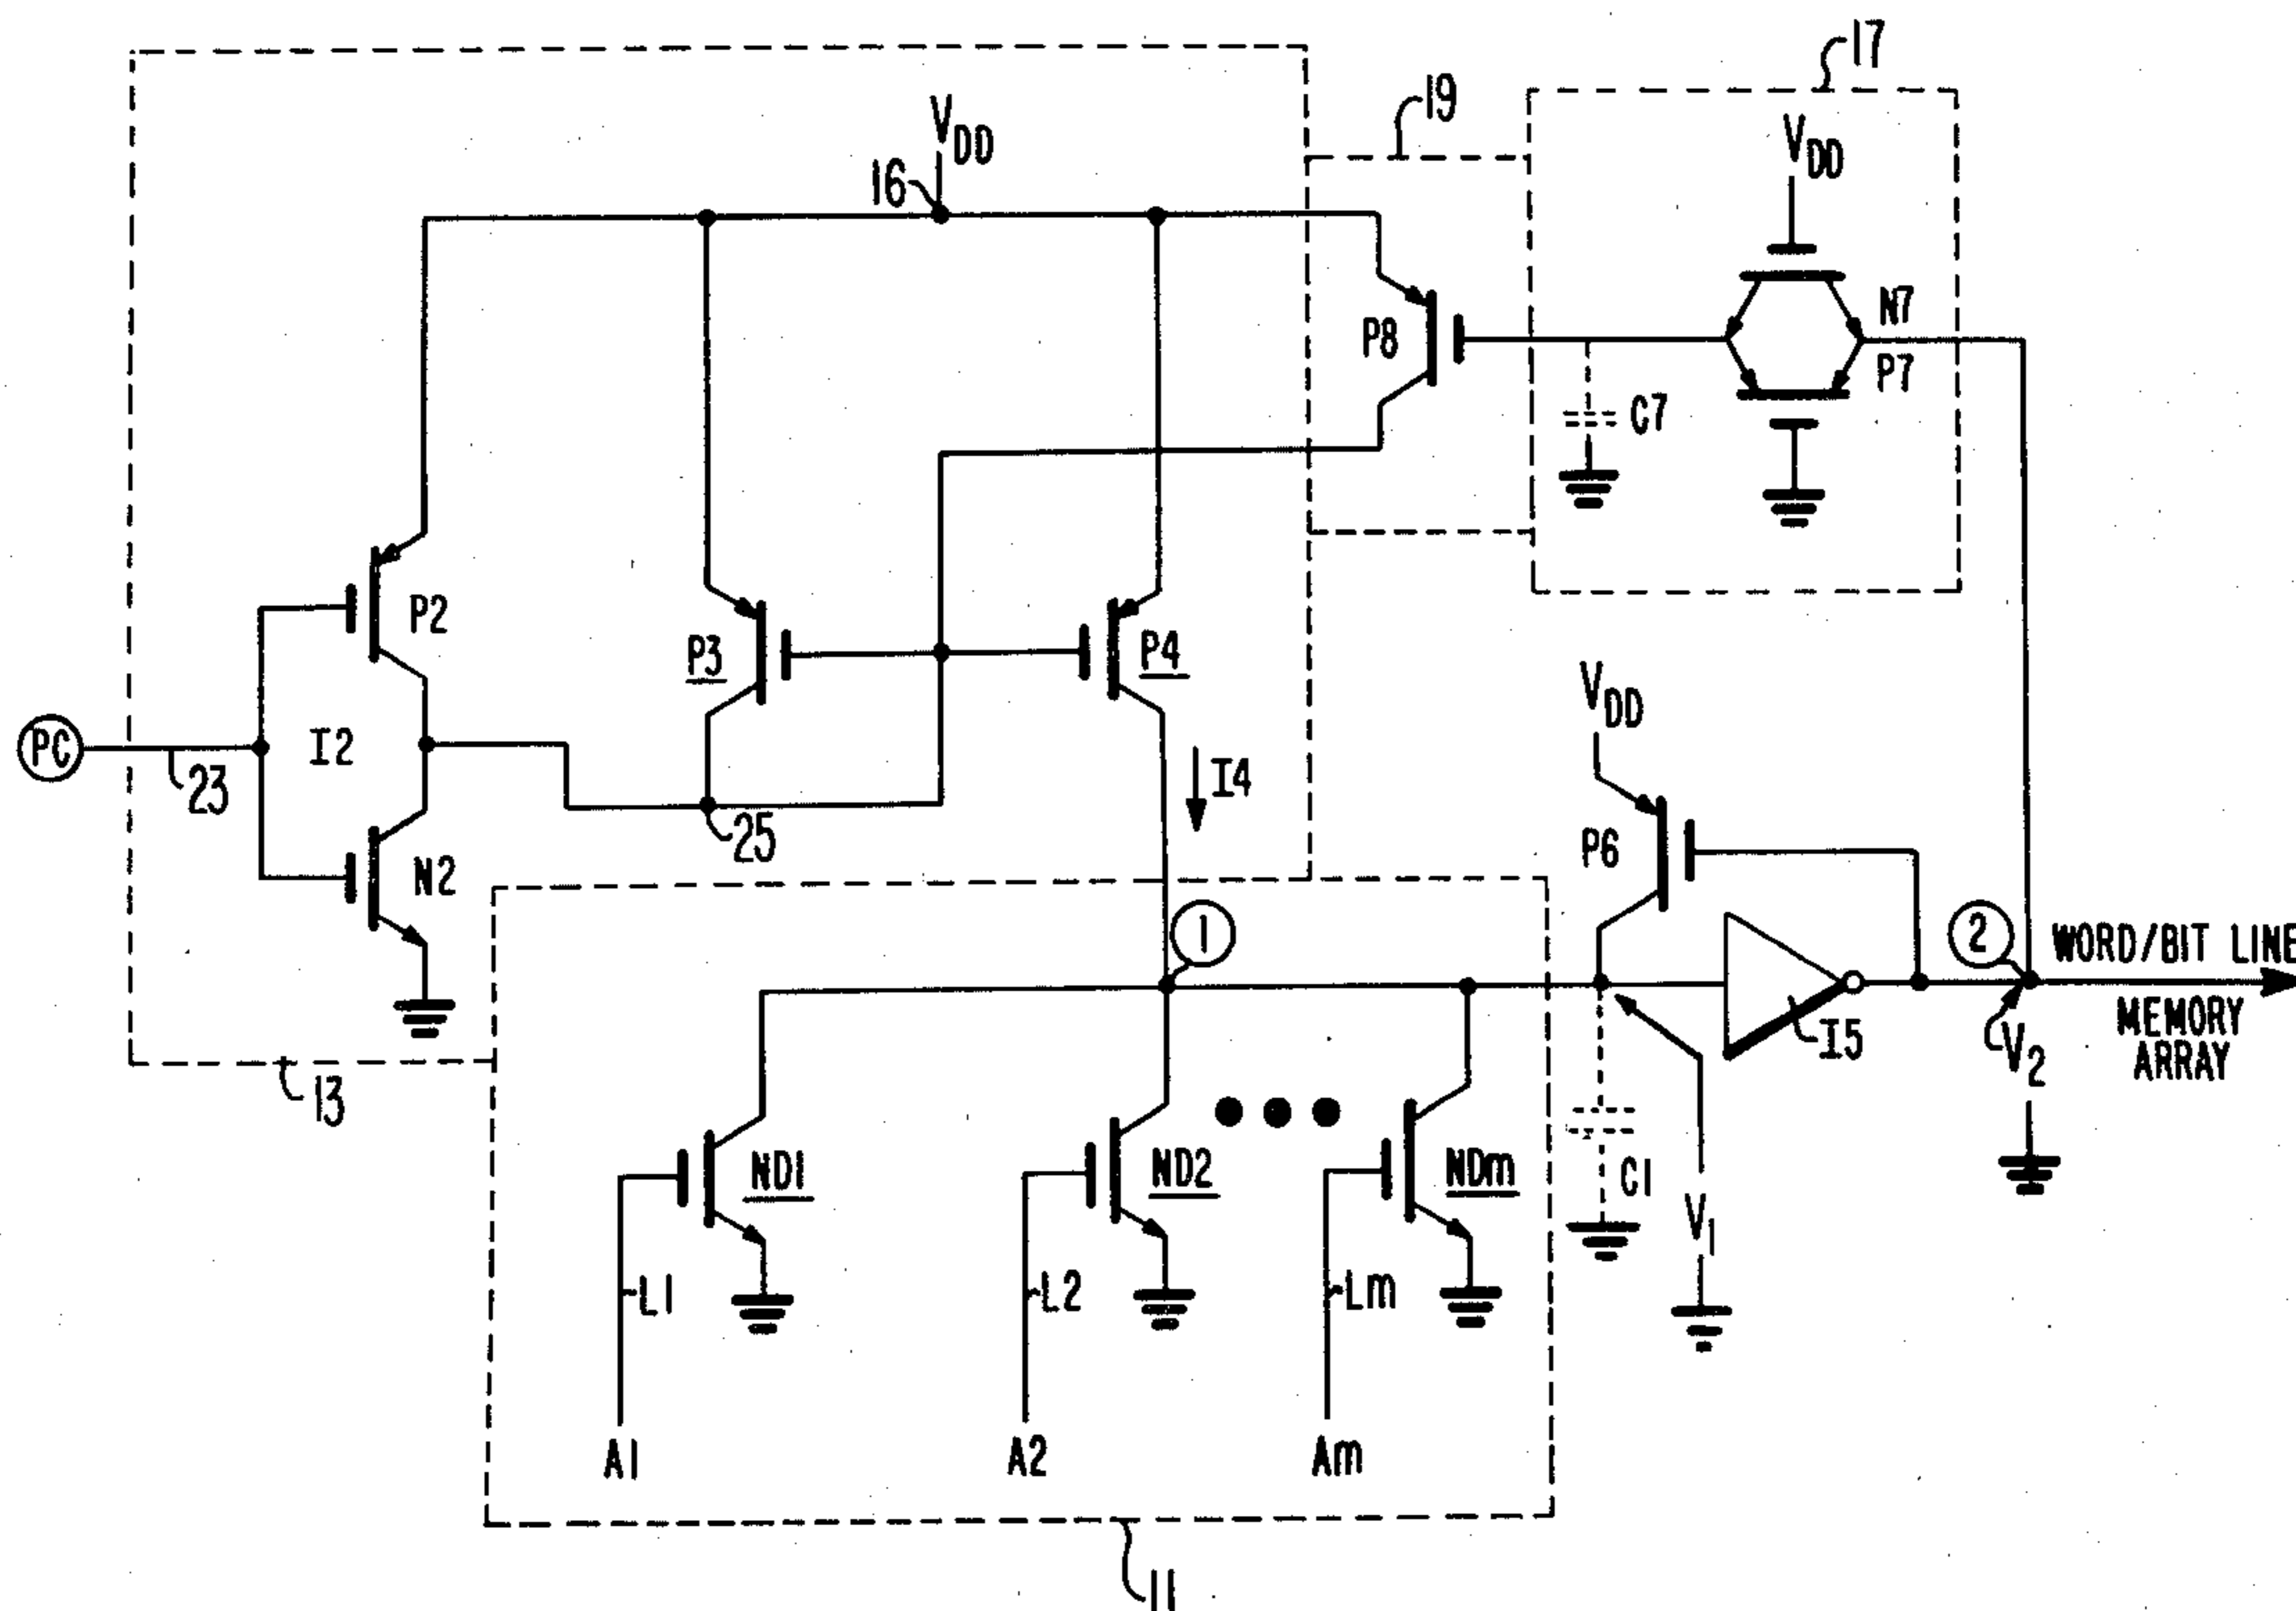 17
19
VDD
VDD
16
N7
P8
P7
C7
P2
P3
P4
VDD
PC
I2
23
I4
25
P6
N2
1
2
WORD/BIT LINE
MEMORY
ARRAY
I5
V2
13
ND1
ND2
NDm
C1
V1
L1
L2
Lm
A1
A2
Am
11